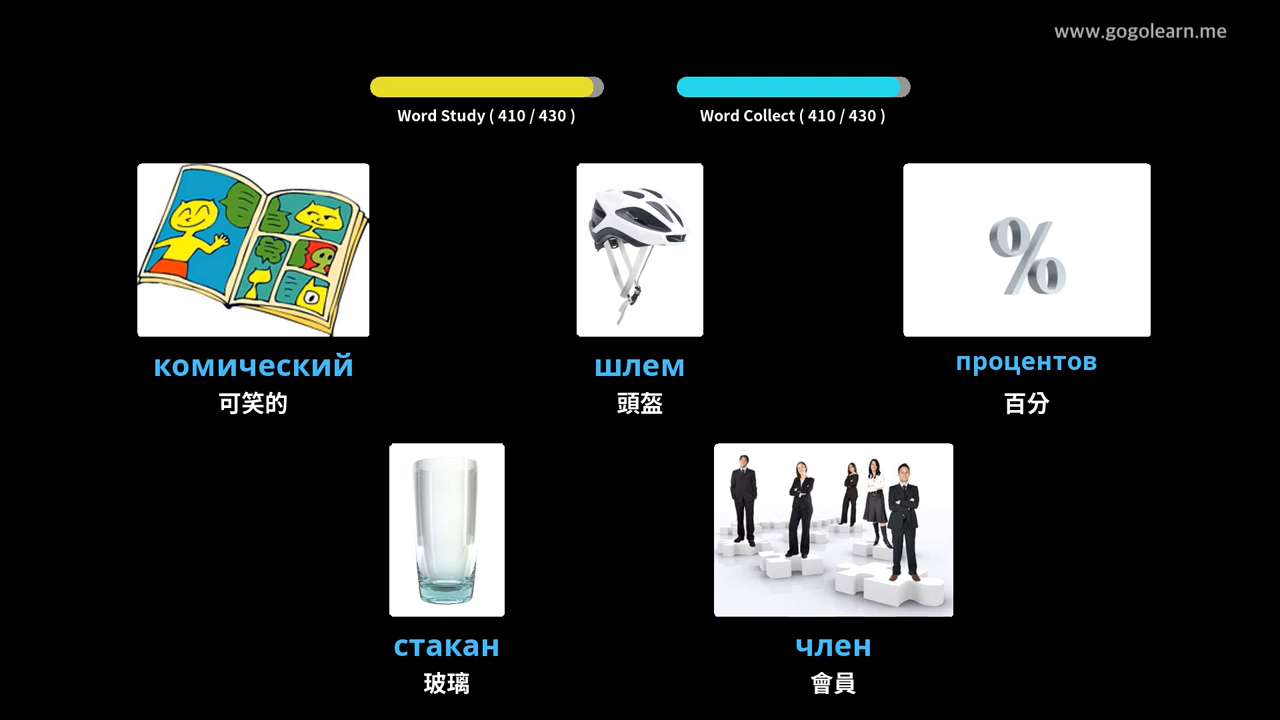 www.gogolearn.me
Word Study ( 410 / 430 )
Word Collect ( 410 / 430 )
%
комический
шлем
процентов
可笑的
頭盔
百分
стакан
член
玻璃
會員